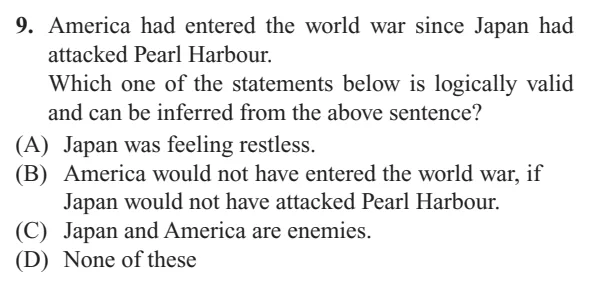 9. America had entered the world war since Japan had
attacked Pearl Harbour.
Which one of the statements below is logically valid
and can be inferred from the above sentence?
(A) Japan was feeling restless.
(B) America would not have entered the world war, if
Japan would not have attacked Pearl Harbour.
(C) Japan and America are enemies.
(D) None of these